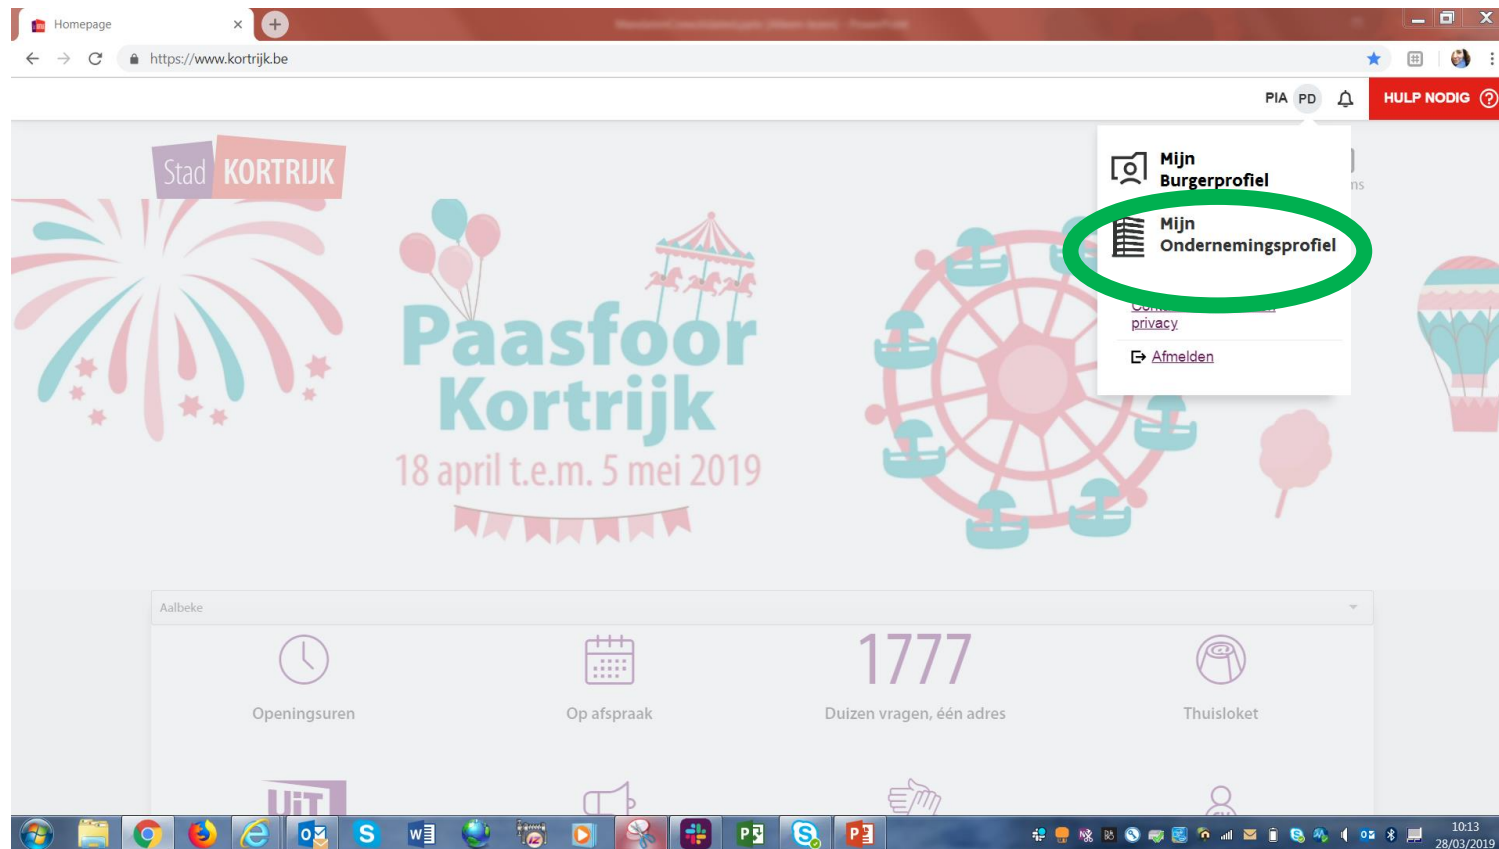 Homepage
https://www.kortrijk.be
PIA PD
HULP NODIG
Stad KORTRIJK
Mijn
Burgerprofiel
Mijn
Ondernemingsprofiel
privacy
Afmelden
Paasfoor
Kortrijk
18 april t.e.m. 5 mei 2019
Aalbeke
1777
Openingsuren
Op afspraak
Duizen vragen, één adres
Thuisloket
UiT
10:13
28/03/2019